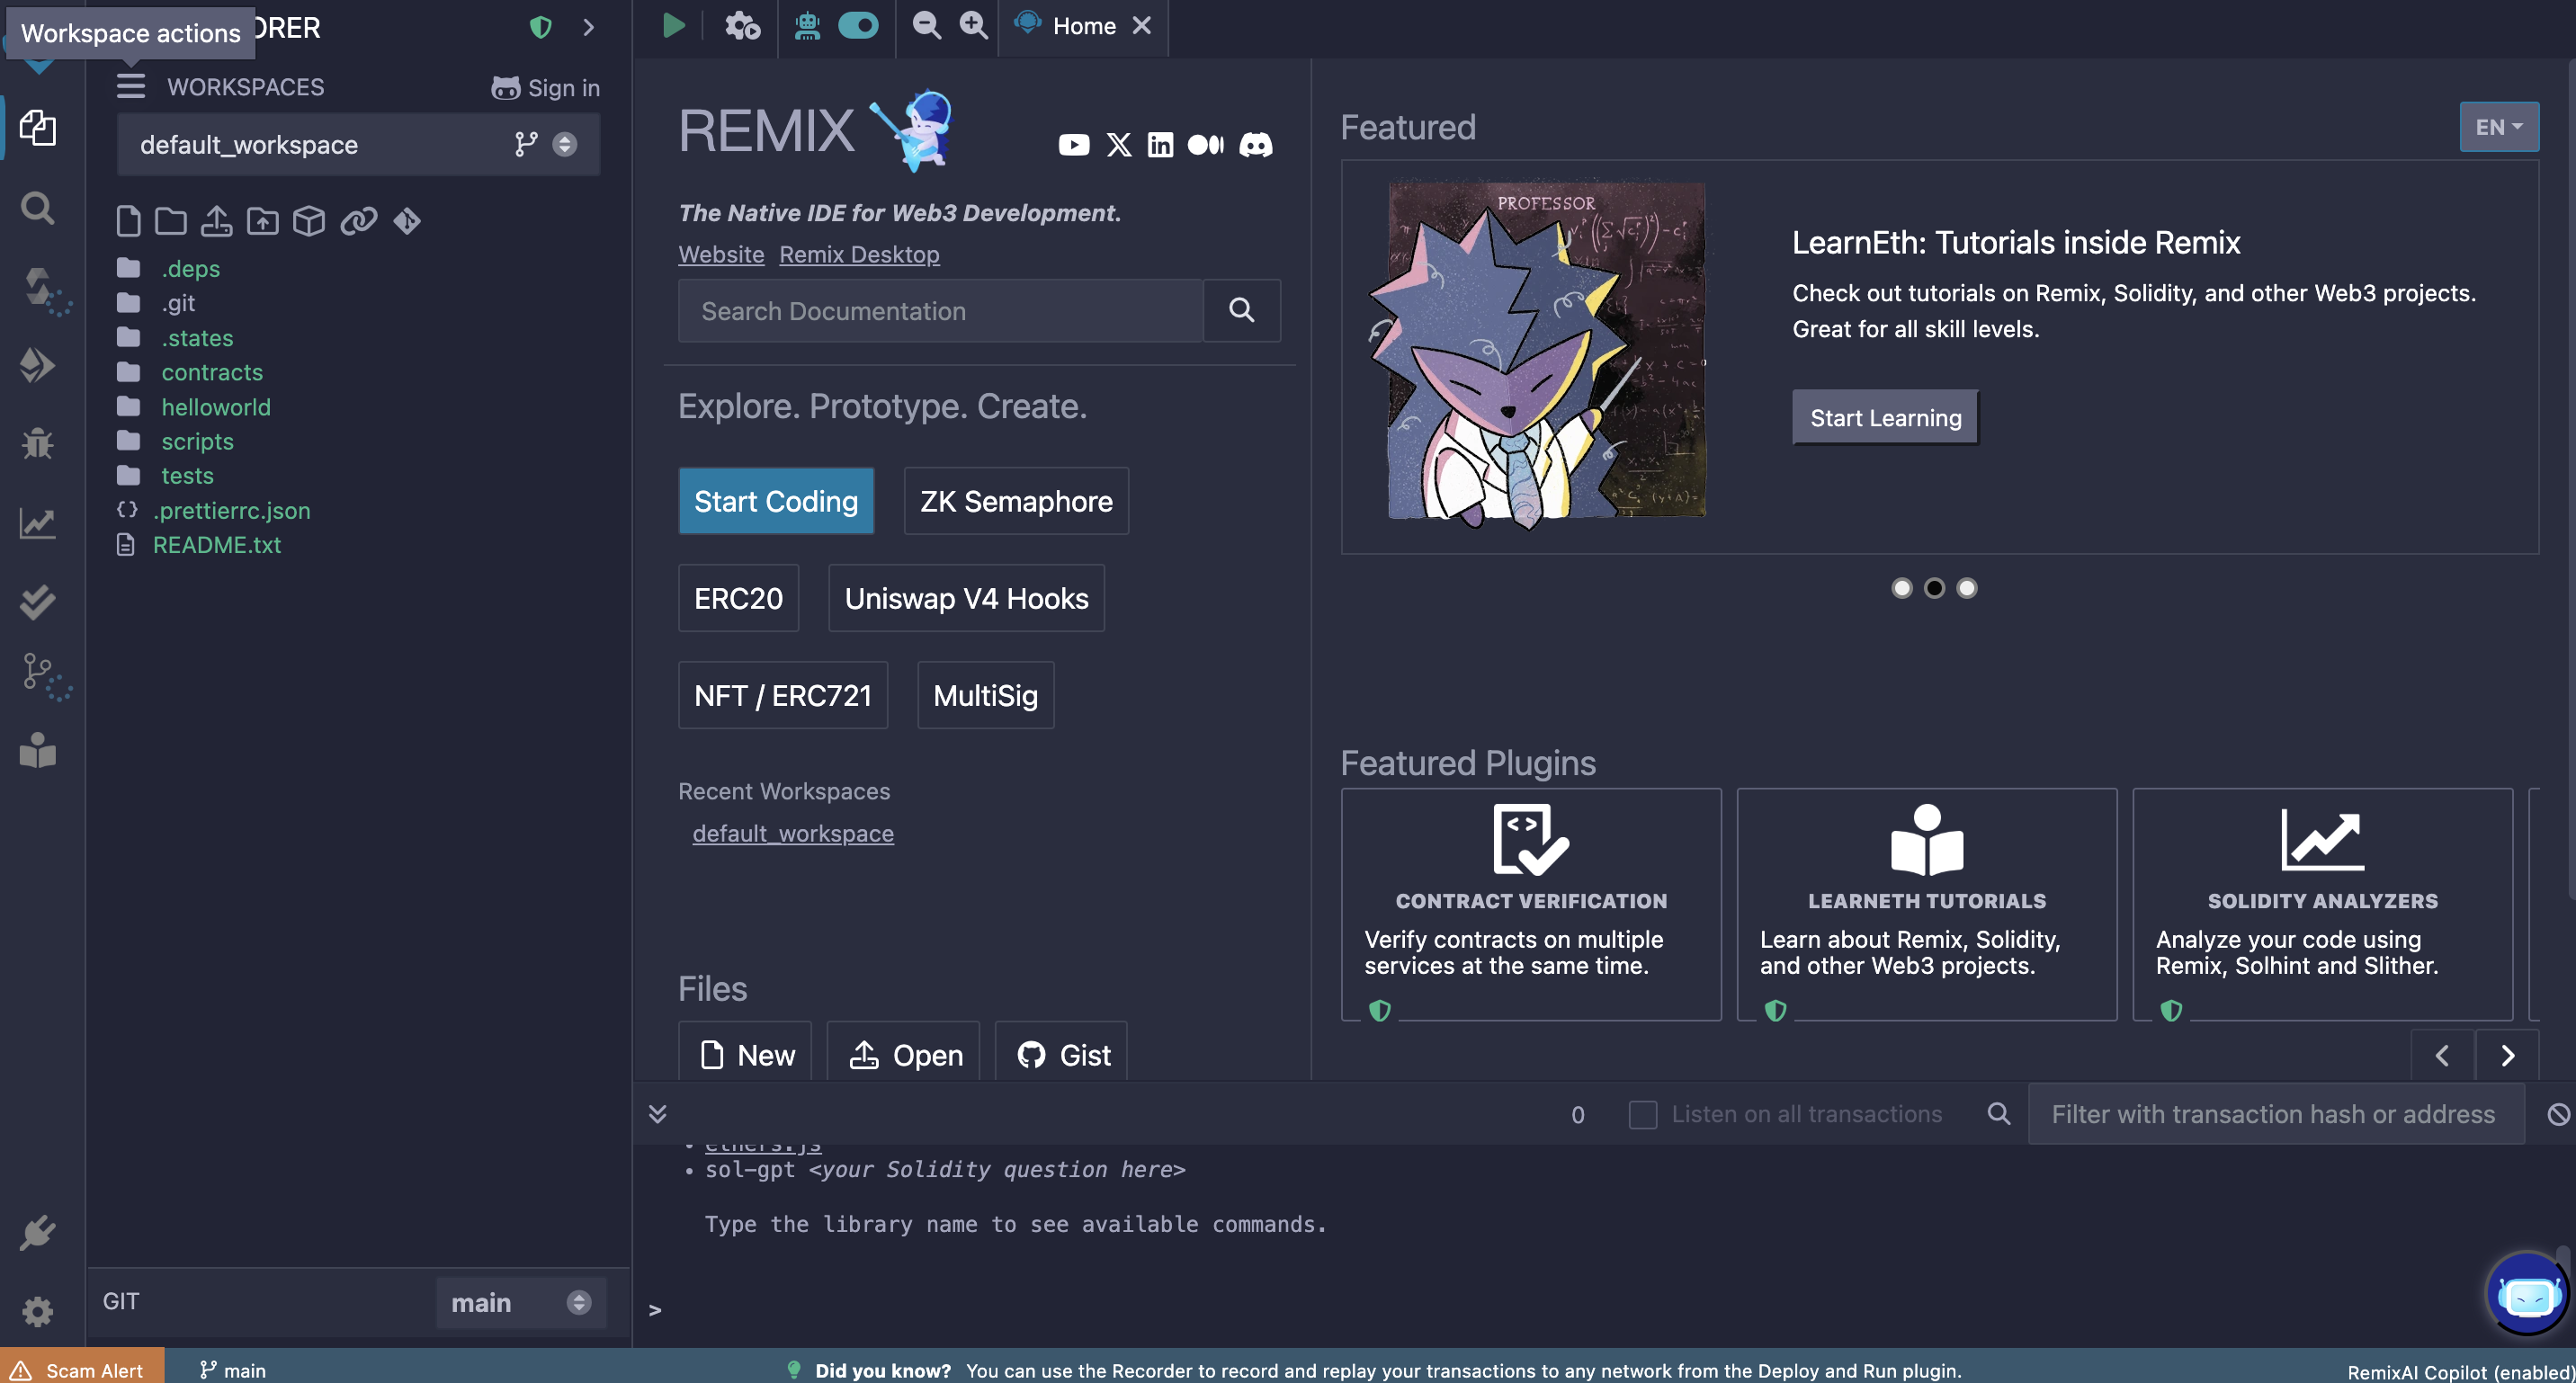 Workspace actions
ORER
WORKSPACES
Sign in
default_workspace
.deps
.git
.states
contracts
helloworld
scripts
tests
.prettierrc.json
README.txt
GIT
main
Home
REMIX
The Native IDE for Web3 Development.
Website Remix Desktop
Search Documentation
Explore. Prototype. Create.
Start Coding
ZK Semaphore
ERC20
Uniswap V4 Hooks
NFT / ERC721
MultiSig
Recent Workspaces
default_workspace
Files
New
Open
Gist
Featured
EN
PROFESSOR
LearnEth: Tutorials inside Remix
Check out tutorials on Remix, Solidity, and other Web3 projects.
Great for all skill levels.
Start Learning
Featured Plugins
CONTRACT VERIFICATION
Verify contracts on multiple
services at the same time.
LEARNETH TUTORIALS
Learn about Remix, Solidity,
and other Web3 projects.
SOLIDITY ANALYZERS
Analyze your code using
Remix, Solhint and Slither.
0
Listen on all transactions
Filter with transaction hash or address
• ethers.js
• sol-gpt <your Solidity question here>
Type the library name to see available commands.
>
Scam Alert
main
Did you know? You can use the Recorder to record and replay your transactions to any network from the Deploy and Run plugin.
RemixAI Copilot (enabled)